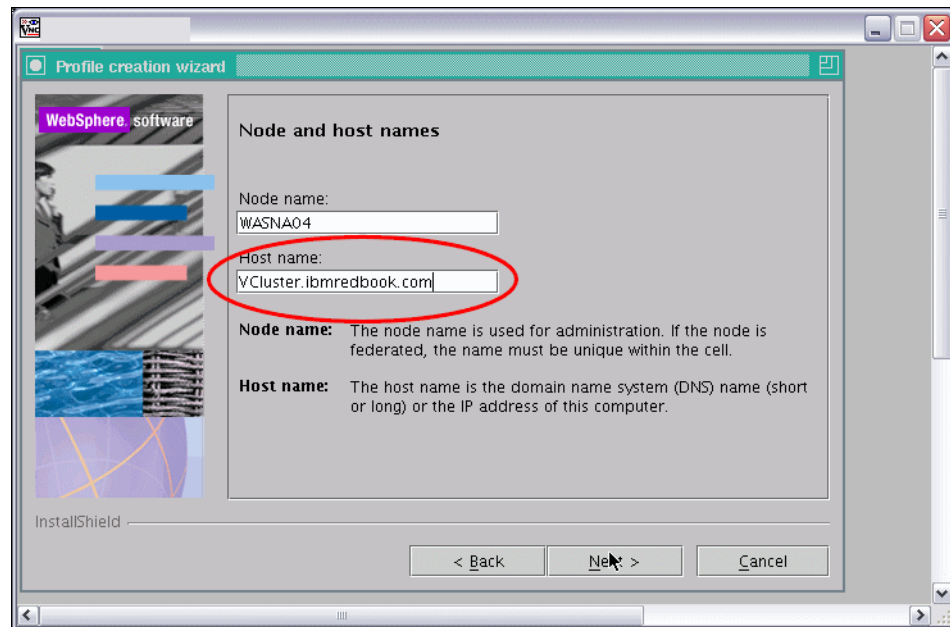 VNC
Profile creation wizard
WebSphere. software
Node and host names
Node name:
WASNA04
Host name:
VCluster.ibmredbook.com
Node name: The node name is used for administration. If the node is
federated, the name must be unique within the cell.
Host name: The host name is the domain name system (DNS) name (short
or long) or the IP address of this computer.
InstallShield
< Back
Next >
Cancel